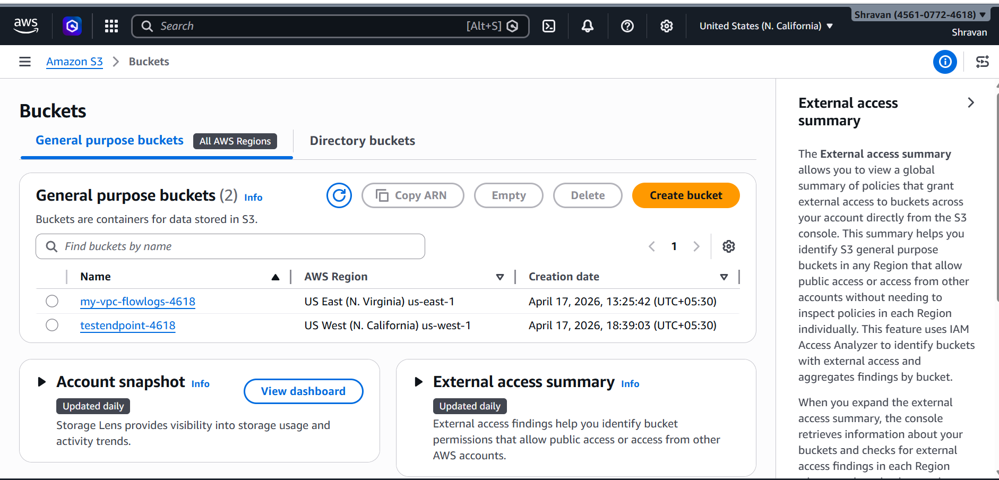 aws
Search
[Alt+S]
United States (N. California)
Shravan (4561-0772-4618)
Shravan
Amazon S3
Buckets
Buckets
General purpose buckets
All AWS Regions
Directory buckets
General purpose buckets (2) Info
Copy ARN
Empty
Delete
Create bucket
Buckets are containers for data stored in S3.
Find buckets by name
1
Name
AWS Region
Creation date
my-vpc-flowlogs-4618
US East (N. Virginia) us-east-1
April 17, 2026, 13:25:42 (UTC+05:30)
testendpoint-4618
US West (N. California) us-west-1
April 17, 2026, 18:39:03 (UTC+05:30)
Account snapshot Info
View dashboard
Updated daily
Storage Lens provides visibility into storage usage and
activity trends.
External access summary Info
Updated daily
External access findings help you identify bucket
permissions that allow public access or access from other
AWS accounts.
External access
summary
The External access summary
allows you to view a global
summary of policies that grant
external access to buckets across
your account directly from the S3
console. This summary helps you
identify S3 general purpose
buckets in any Region that allow
public access or access from other
accounts without needing to
inspect policies in each Region
individually. This feature uses IAM
Access Analyzer to identify buckets
with external access and
aggregates findings by bucket.
When you expand the external
access summary, the console
retrieves information about your
buckets and checks for external
access findings in each Region